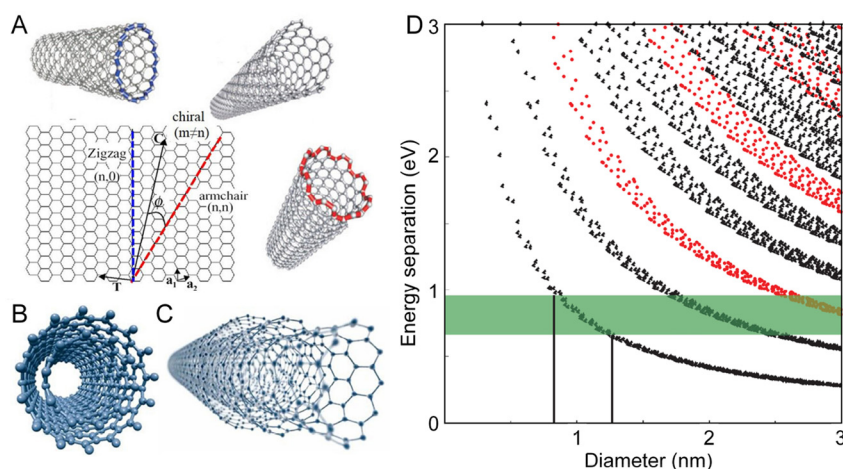 A
chiral
(m≠n)
C
Zigzag
(n,0)
armchair
(n,n)
ϕ
T
a1
a2
B
C
D
3
2
1
0
Energy separation (eV)
1
2
3
Diameter (nm)